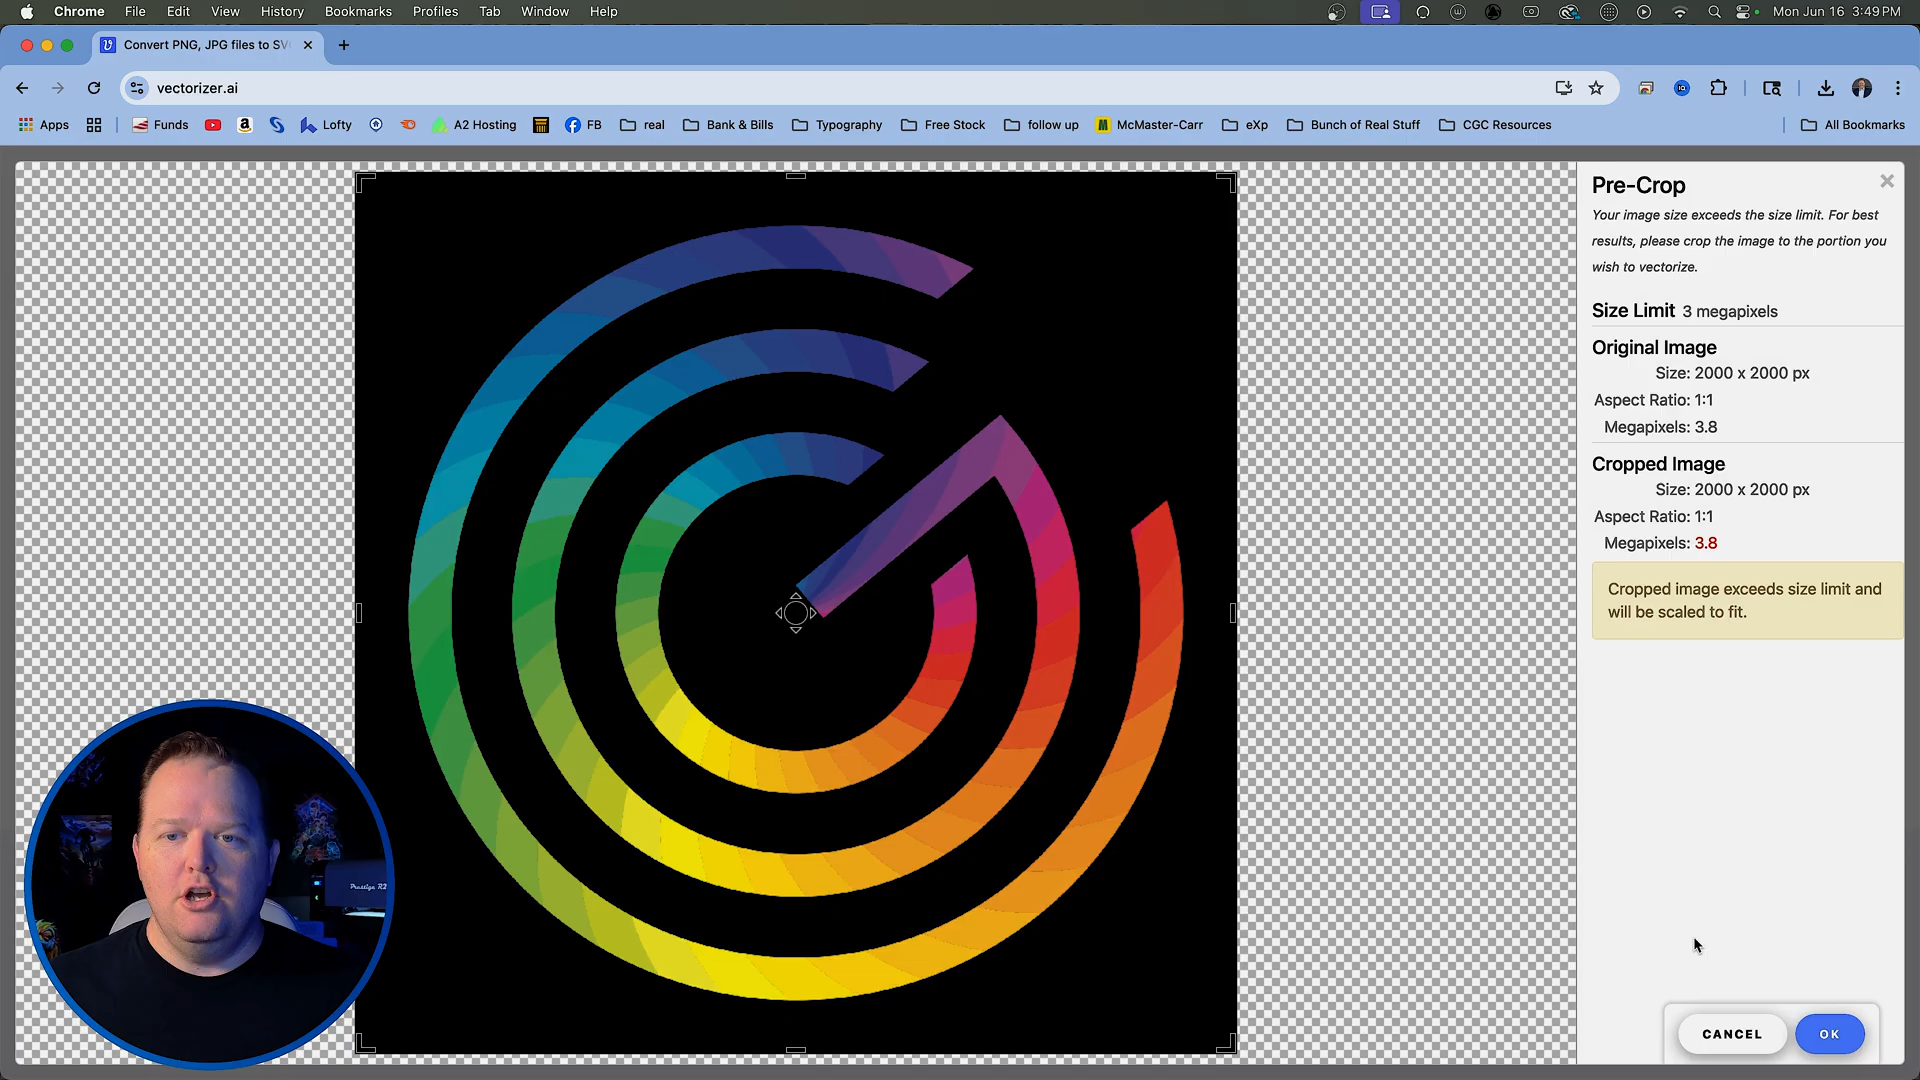 Chrome File Edit View History Bookmarks Profiles Tab Window Help Mon Jun 16 3:49 PM
Convert PNG, JPG files to SV
vectorizer.ai
Apps Funds Lofty A2 Hosting FB real Bank & Bills Typography Free Stock follow up McMaster-Carr eXp Bunch of Real Stuff CGC Resources All Bookmarks
Pre-Crop
Your image size exceeds the size limit. For best
results, please crop the image to the portion you
wish to vectorize.
Size Limit 3 megapixels
Original Image
Size: 2000 x 2000 px
Aspect Ratio: 1:1
Megapixels: 3.8
Cropped Image
Size: 2000 x 2000 px
Aspect Ratio: 1:1
Megapixels: 3.8
Cropped image exceeds size limit and
will be scaled to fit.
Prestige R2
CANCEL OK